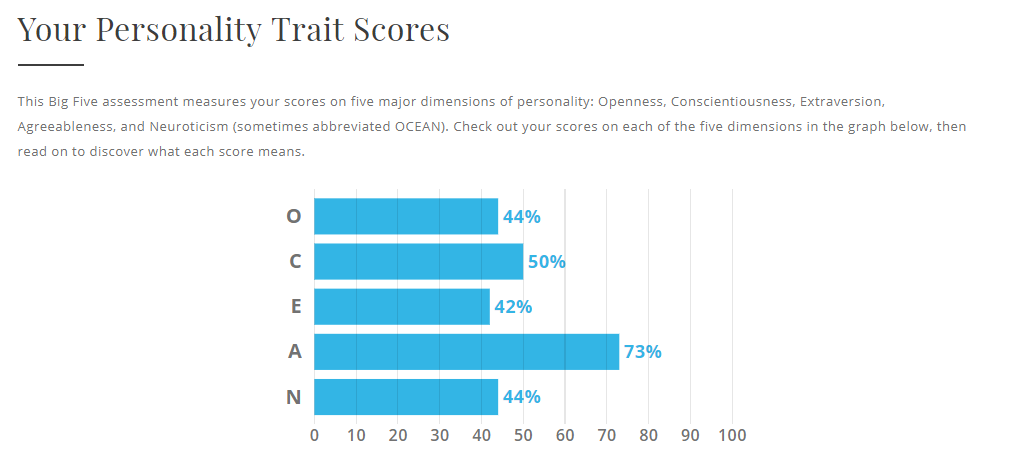 Your Personality Trait Scores
This Big Five assessment measures your scores on five major dimensions of personality: Openness, Conscientiousness, Extraversion,
Agreeableness, and Neuroticism (sometimes abbreviated OCEAN). Check out your scores on each of the five dimensions in the graph below, then
read on to discover what each score means.
O 44%
C 50%
E 42%
A 73%
N 44%
0 10 20 30 40 50 60 70 80 90 100